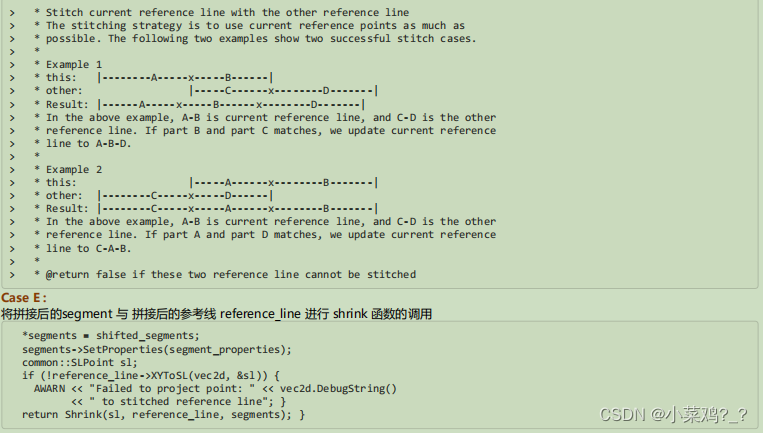 > * Stitch current reference line with the other reference line
> * The stitching strategy is to use current reference points as much as
> * possible. The following two examples show two successful stitch cases.
> *
> * Example 1
> * this: |--------A-----x-----B------|
> * other: |-----C------x--------D-------|
> * Result: |------A-----x-----B------x--------D-------|
> * In the above example, A-B is current reference line, and C-D is the other
> * reference line. If part B and part C matches, we update current reference
> * line to A-B-D.
> *
> * Example 2
> * this: |-----A------x--------B-------|
> * other: |--------C-----x-----D------|
> * Result: |--------C-----x-----A------x--------B-------|
> * In the above example, A-B is current reference line, and C-D is the other
> * reference line. If part A and part D matches, we update current reference
> * line to C-A-B.
> *
> * @return false if these two reference line cannot be stitched
Case E :
将拼接后的segment 与 拼接后的参考线 reference_line 进行 shrink 函数的调用
*segments = shifted_segments;
segments->SetProperties(segment_properties);
common::SLPoint sl;
if (!reference_line->XYToSL(vec2d, &sl)) {
AWARN << "Failed to project point: " << vec2d.DebugString()
<< " to stitched reference line"; }
return Shrink(sl, reference_line, segments); }
CSDN @小菜鸡?_?